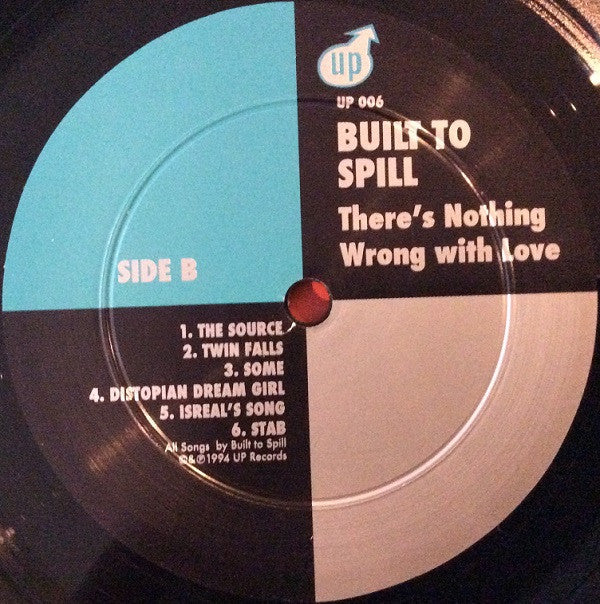 up
UP 006
BUILT TO
SPILL
There's Nothing
Wrong with Love
SIDE B
1. THE SOURCE
2. TWIN FALLS
3. SOME
4. DISTOPIAN DREAM GIRL
5. ISREAL'S SONG
6. STAB
All Songs by Built to Spill
©&℗1994 UP Records